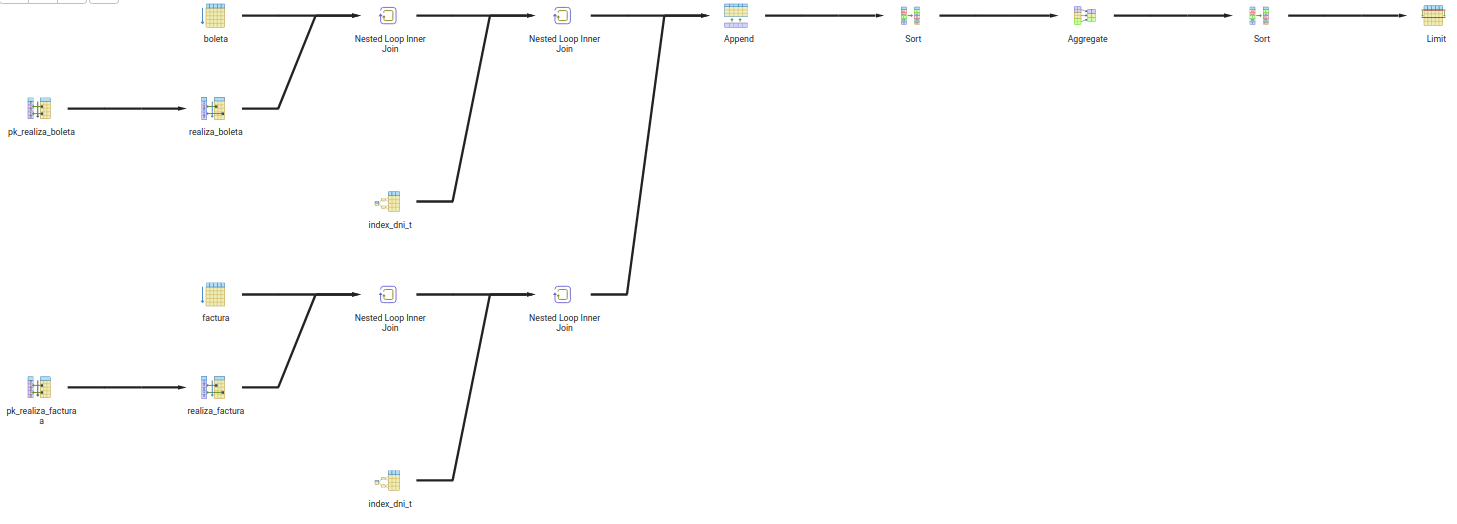 boleta
Nested Loop Inner
Join
Nested Loop Inner
Join
Append
Sort
Aggregate
Sort
Limit
pk_realiza_boleta
realiza_boleta
index_dni_t
factura
Nested Loop Inner
Join
Nested Loop Inner
Join
pk_realiza_factura
a
realiza_factura
index_dni_t